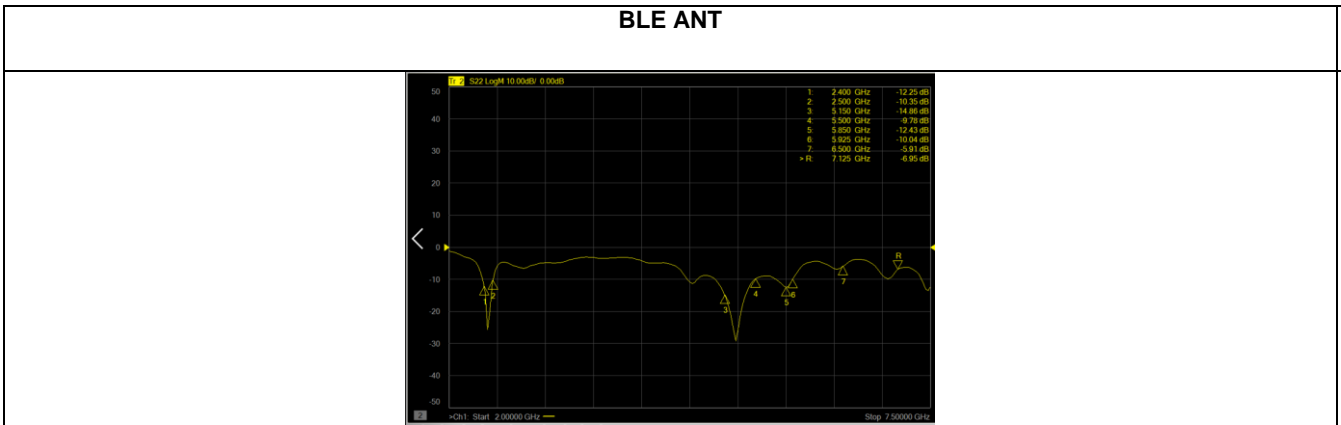 BLE ANT
Tr 2 S22 LogM 10.00dB/ 0.00dB
1: 2.400 GHz -12.25 dB
2: 2.500 GHz -10.35 dB
3: 5.150 GHz -14.86 dB
4: 5.500 GHz -9.78 dB
5: 5.850 GHz -12.43 dB
6: 5.925 GHz -10.04 dB
7: 6.500 GHz -5.91 dB
> R: 7.125 GHz -6.95 dB
50
40
30
20
10
0
-10
-20
-30
-40
-50
1
2
3
4
5
6
7
R
2 >Ch1: Start 2.00000 GHz Stop 7.50000 GHz